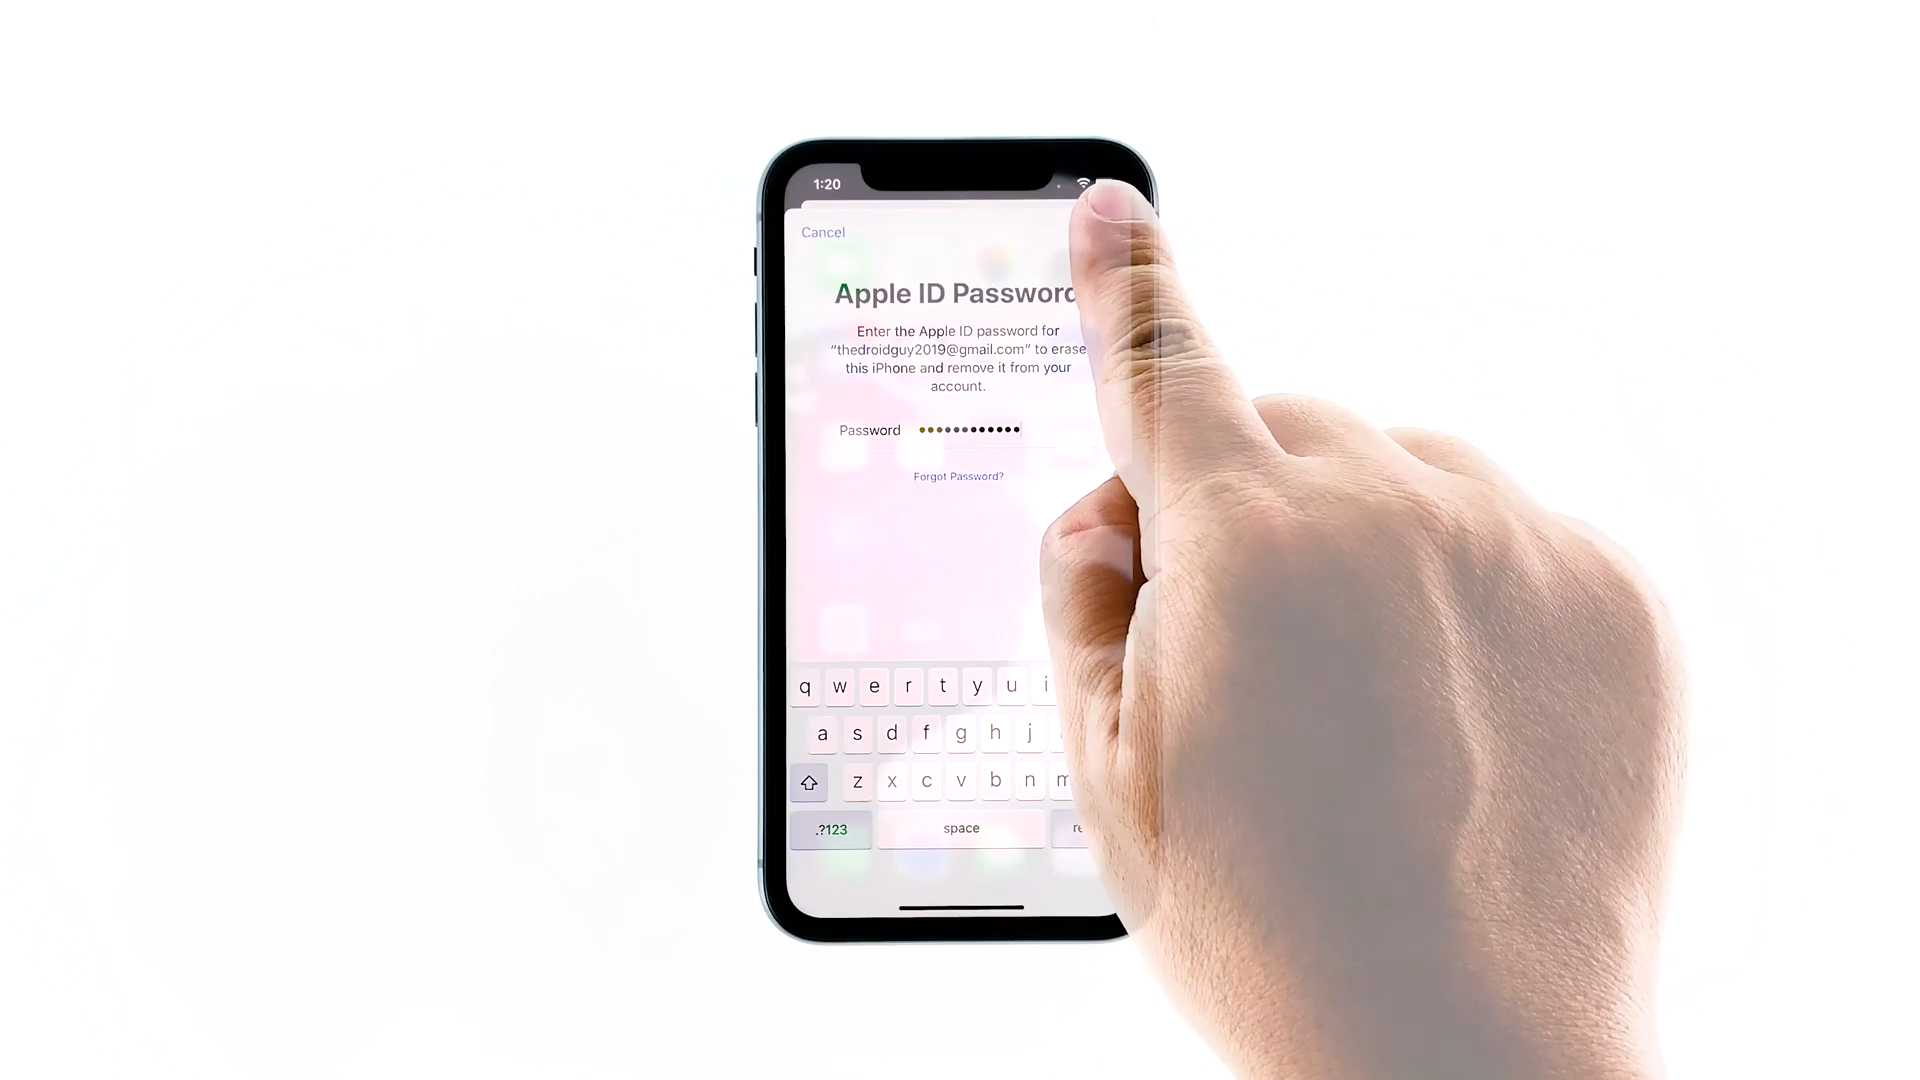 1:20
Cancel
Apple ID Password
Enter the Apple ID password for
“thedroidguy2019@gmail.com” to erase
this iPhone and remove it from your
account.
Password
Forgot Password?
q w e r t y u i
a s d f g h j
z x c v b n m
.?123 space